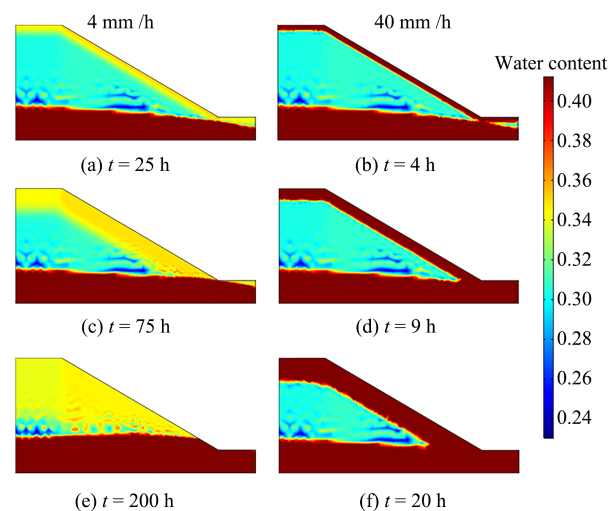 4 mm /h
40 mm /h
Water content
0.40
0.38
0.36
0.34
0.32
0.30
0.28
0.26
0.24
(a) t = 25 h
(b) t = 4 h
(c) t = 75 h
(d) t = 9 h
(e) t = 200 h
(f) t = 20 h